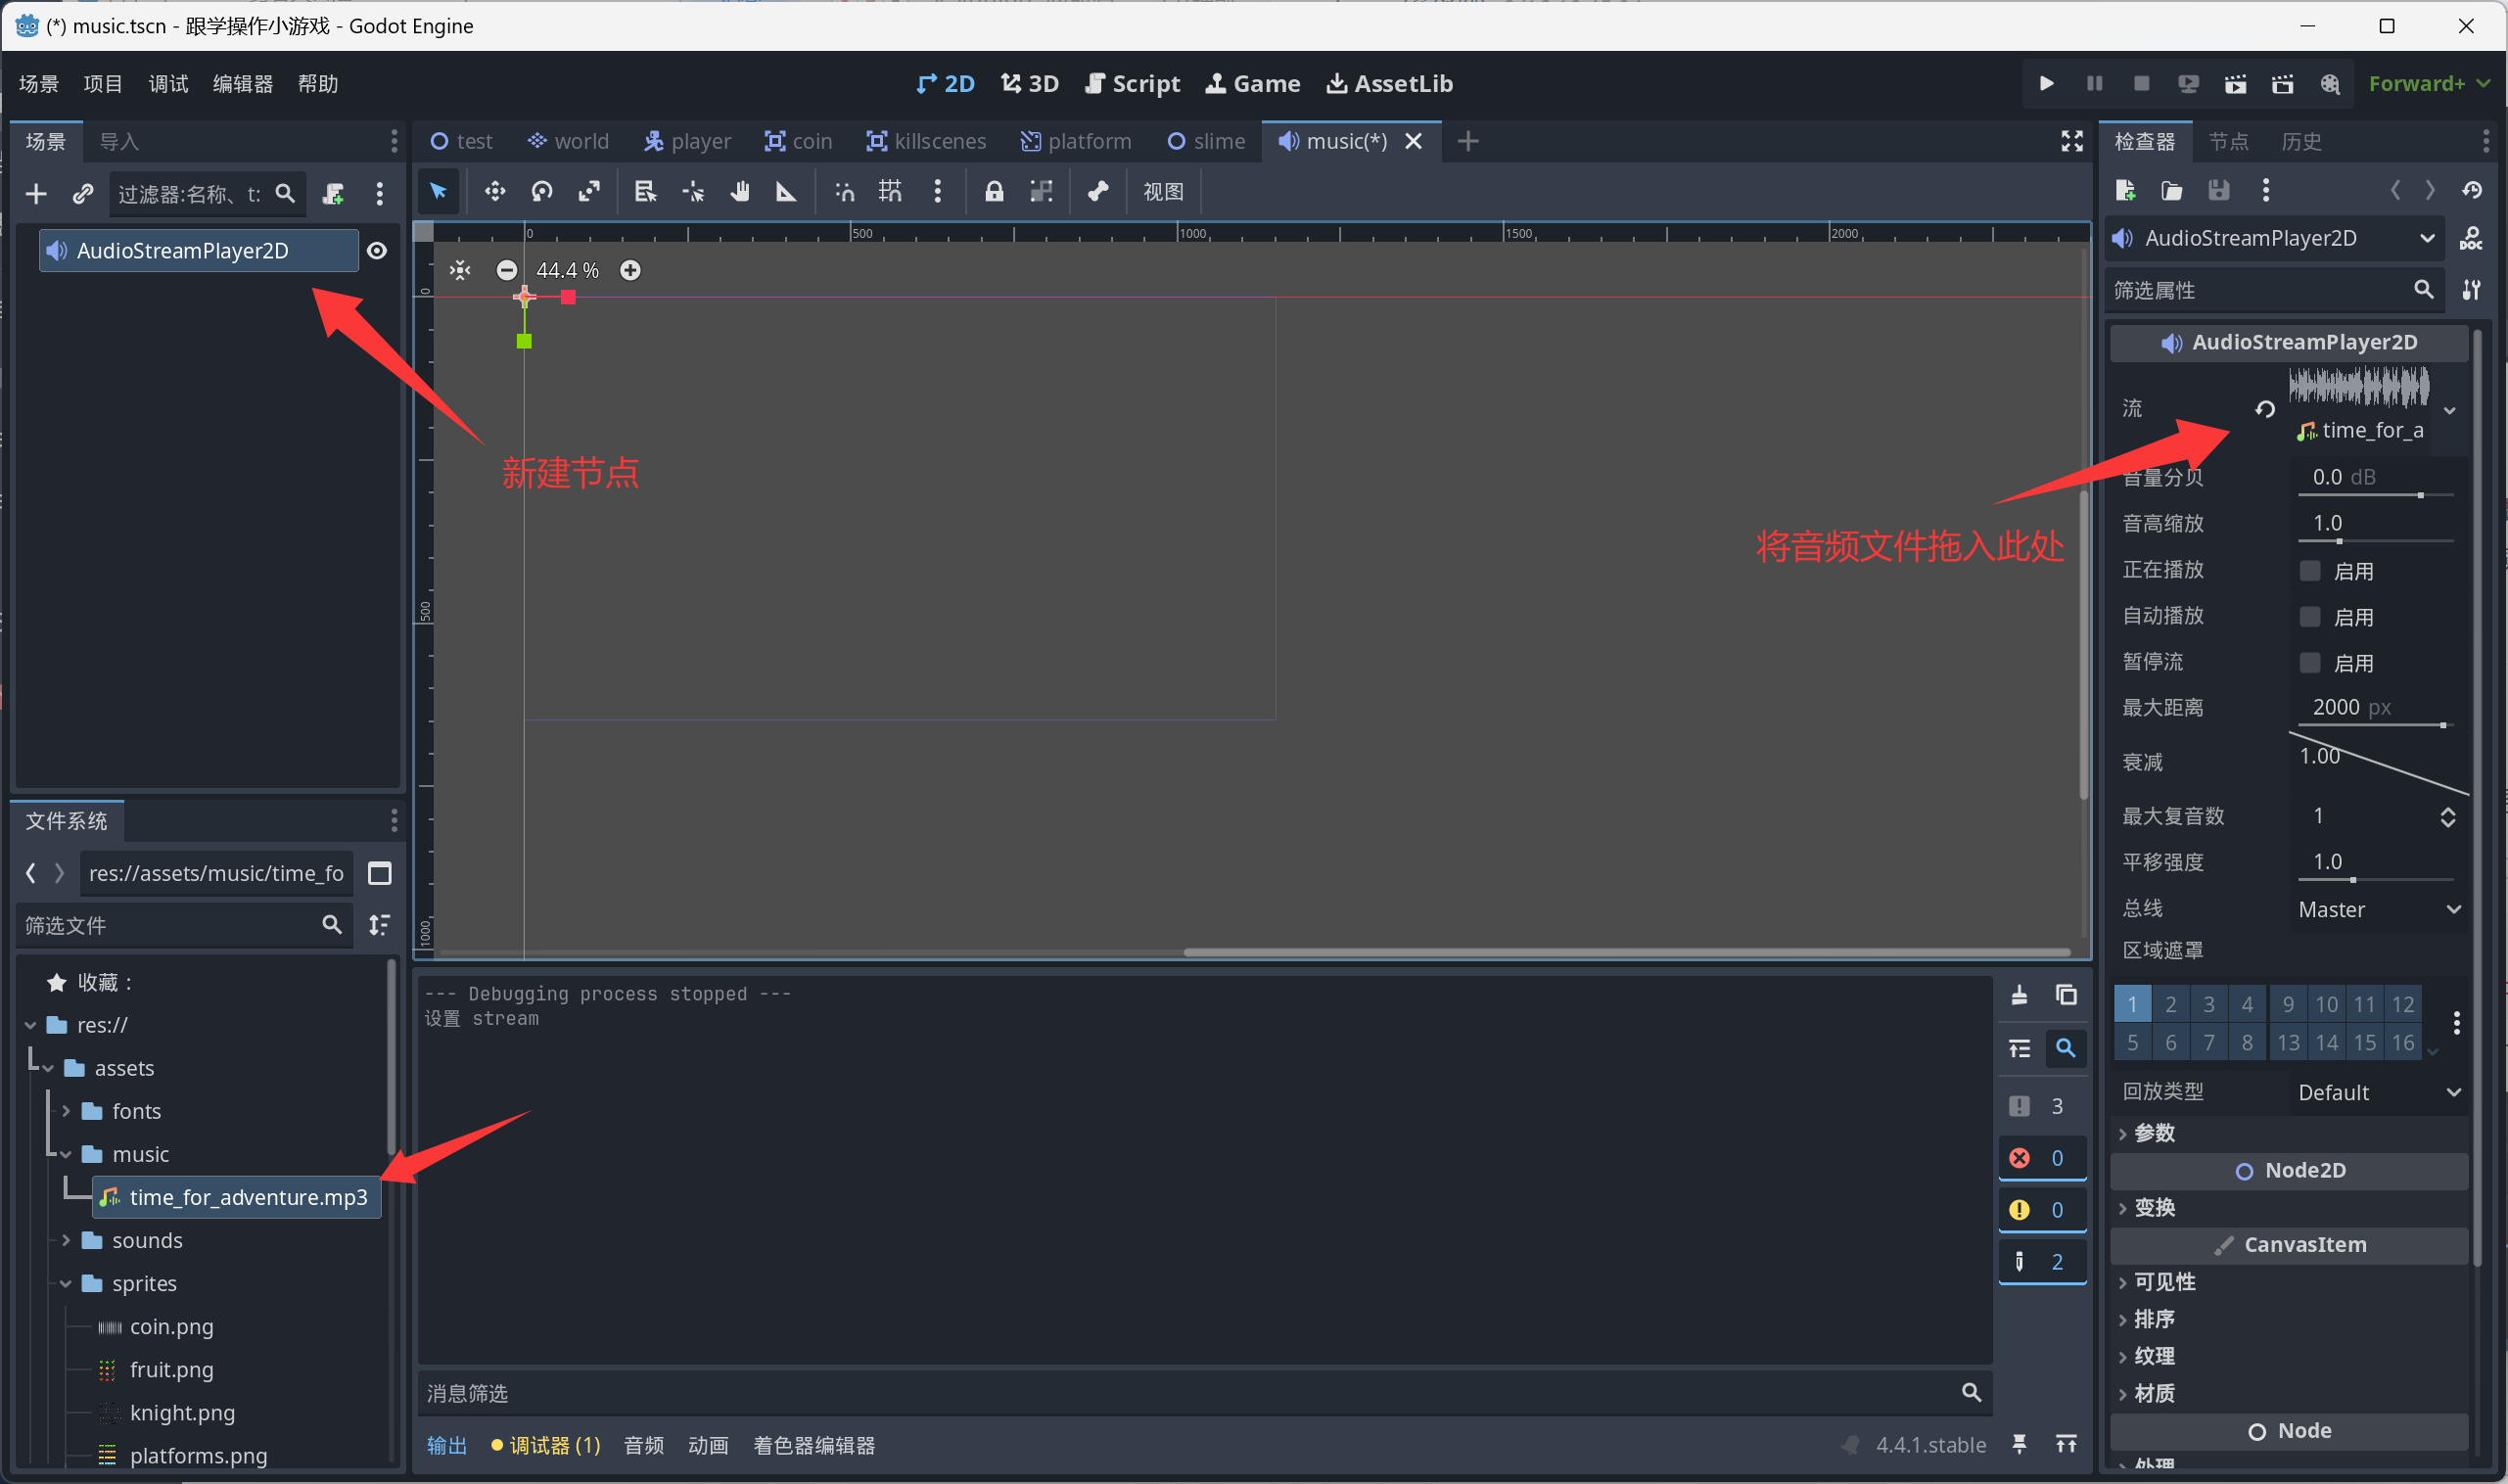 (*) music.tscn - 跟学操作小游戏 - Godot Engine
场景 项目 调试 编辑器 帮助
2D 3D Script Game AssetLib
Forward+
场景 导入
过滤器:名称、t:
AudioStreamPlayer2D
test world player coin killscenes platform slime music(*)
视图
0 500 1000 1500 2000
44.4 %
0
500
1000
新建节点
将音频文件拖入此处
文件系统
res://assets/music/time_fo
筛选文件
收藏：
res://
assets
fonts
music
time_for_adventure.mp3
sounds
sprites
coin.png
fruit.png
knight.png
platforms.png
--- Debugging process stopped ---
设置 stream
3
0
0
2
消息筛选
输出 调试器 (1) 音频 动画 着色器编辑器
4.4.1.stable
检查器 节点 历史
AudioStreamPlayer2D
DOC
筛选属性
AudioStreamPlayer2D
流
time_for_a
音量分贝 0.0 dB
音高缩放 1.0
正在播放 启用
自动播放 启用
暂停流 启用
最大距离 2000 px
衰减 1.00
最大复音数 1
平移强度 1.0
总线 Master
区域遮罩
1 2 3 4 9 10 11 12
5 6 7 8 13 14 15 16
回放类型 Default
参数
Node2D
变换
CanvasItem
可见性
排序
纹理
材质
Node
处理